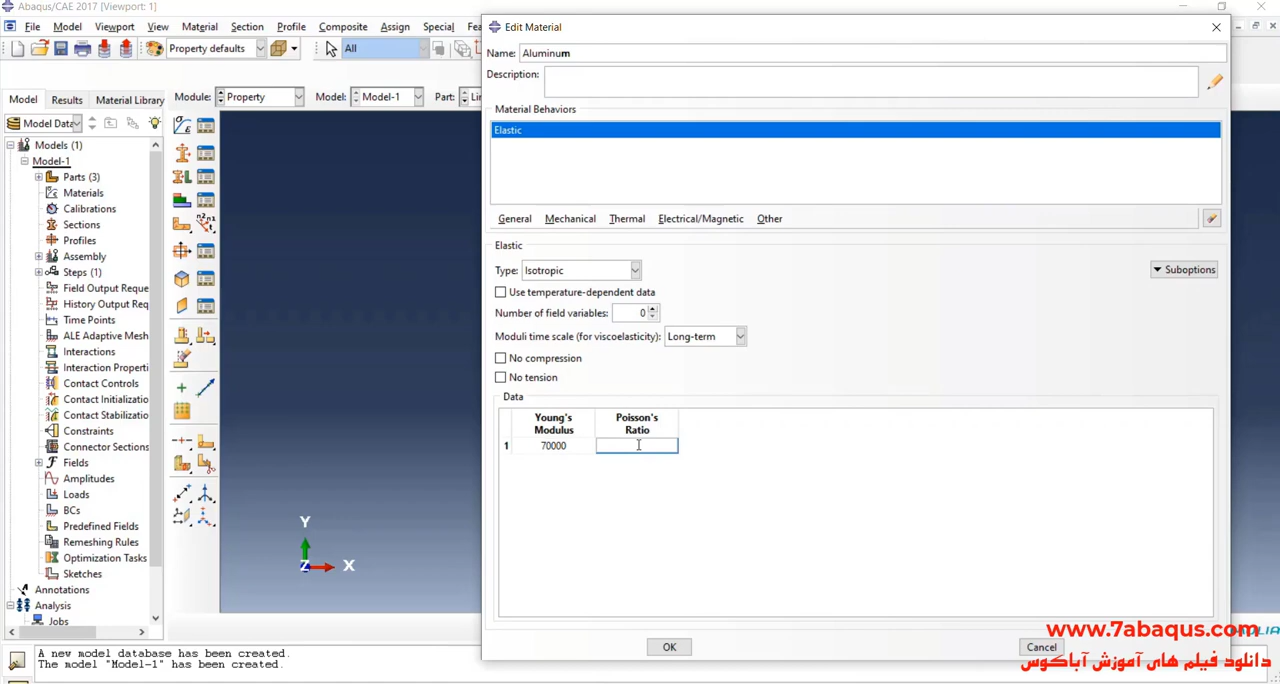 Abaqus/CAE 2017 [Viewport: 1]
File Model Viewport View Material Section Profile Composite Assign Special Fea
Property defaults All
Model Results Material Library Module: Property Model: Model-1 Part: Li
Model Data
Models (1)
Model-1
Parts (3)
Materials
Calibrations
Sections
Profiles
Assembly
Steps (1)
Field Output Reque
History Output Req
Time Points
ALE Adaptive Mesh
Interactions
Interaction Properti
Contact Controls
Contact Initializatio
Contact Stabilizatio
Constraints
Connector Sections
Fields
Amplitudes
Loads
BCs
Predefined Fields
Remeshing Rules
Optimization Tasks
Sketches
Annotations
Analysis
Jobs
Y
Z X
Edit Material
Name: Aluminum
Description:
Material Behaviors
Elastic
General Mechanical Thermal Electrical/Magnetic Other
Elastic
Type: Isotropic Suboptions
Use temperature-dependent data
Number of field variables: 0
Moduli time scale (for viscoelasticity): Long-term
No compression
No tension
Data
Young's Modulus Poisson's Ratio
1 70000
OK Cancel
A new model database has been created.
The model "Model-1" has been created.
www.7abaqus.com
دانلود فیلم های آموزش آباکوس